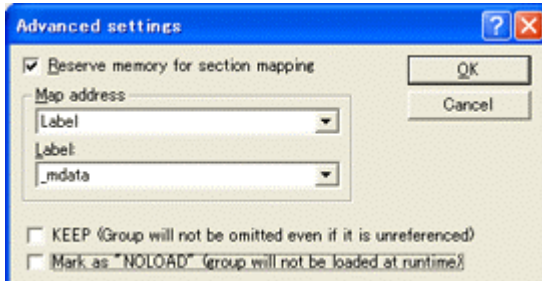 Advanced settings
Reserve memory for section mapping
OK
Map address
Cancel
Label
Label:
_mdata
KEEP (Group will not be omitted even if it is unreferenced)
Mark as "NOLOAD" (group will not be loaded at runtime)